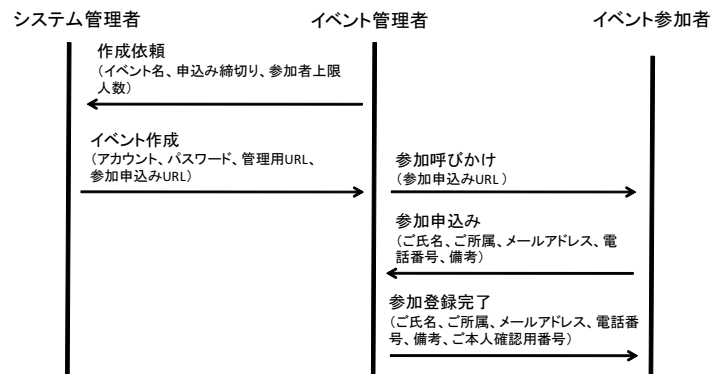 システム管理者
イベント管理者
イベント参加者
作成依頼
（イベント名、申込み締切り、参加者上限
人数）
イベント作成
（アカウント、パスワード、管理用URL、
参加申込みURL）
参加呼びかけ
（参加申込みURL ）
参加申込み
（ご氏名、ご所属、メールアドレス、電
話番号、備考）
参加登録完了
（ご氏名、ご所属、メールアドレス、電話番
号、備考、ご本人確認用番号）